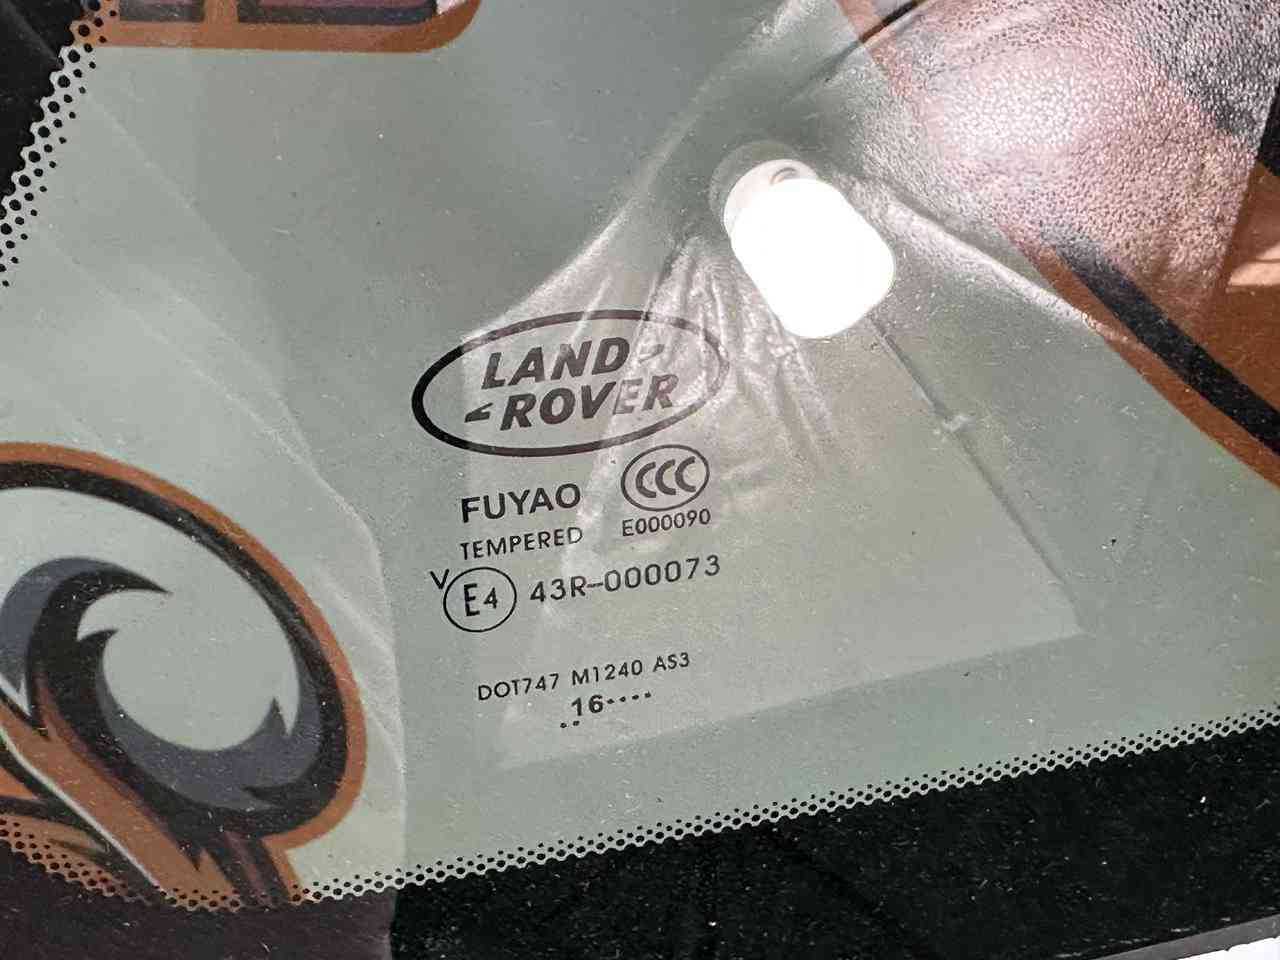 LAND
ROVER
CCC
FUYAO
TEMPERED E000090
V
E4 43R-000073
DOT747 M1240 AS3
..16....